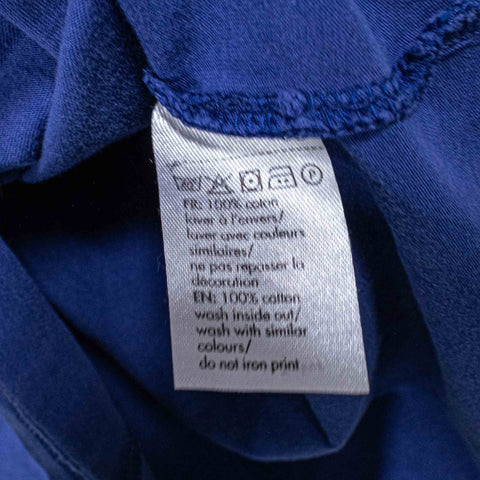 FR: 100% coton
laver à l'envers/
laver avec couleurs
similaires/
ne pas repasser la
décoration
EN: 100% cotton
wash inside out/
wash with similar
colours/
do not iron print